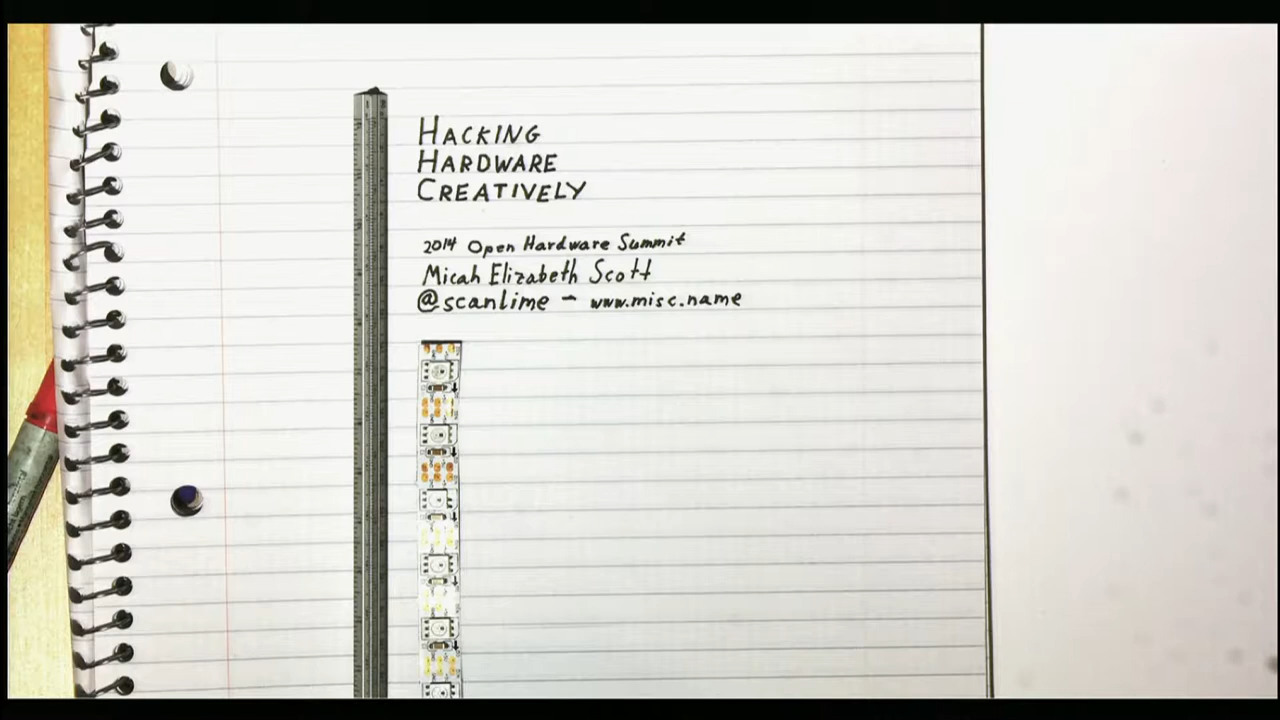 HACKING
HARDWARE
CREATIVELY
2014 Open Hardware Summit
Micah Elizabeth Scott
@scanlime - www.misc.name